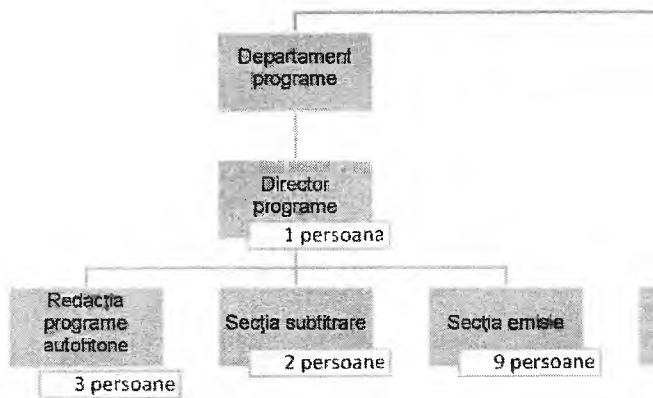 Departament
programe
Director
programe
1 persoana
Redacția
programe
autohtone
3 persoane
Secția subtitrare
2 persoane
Secția emisie
9 persoane